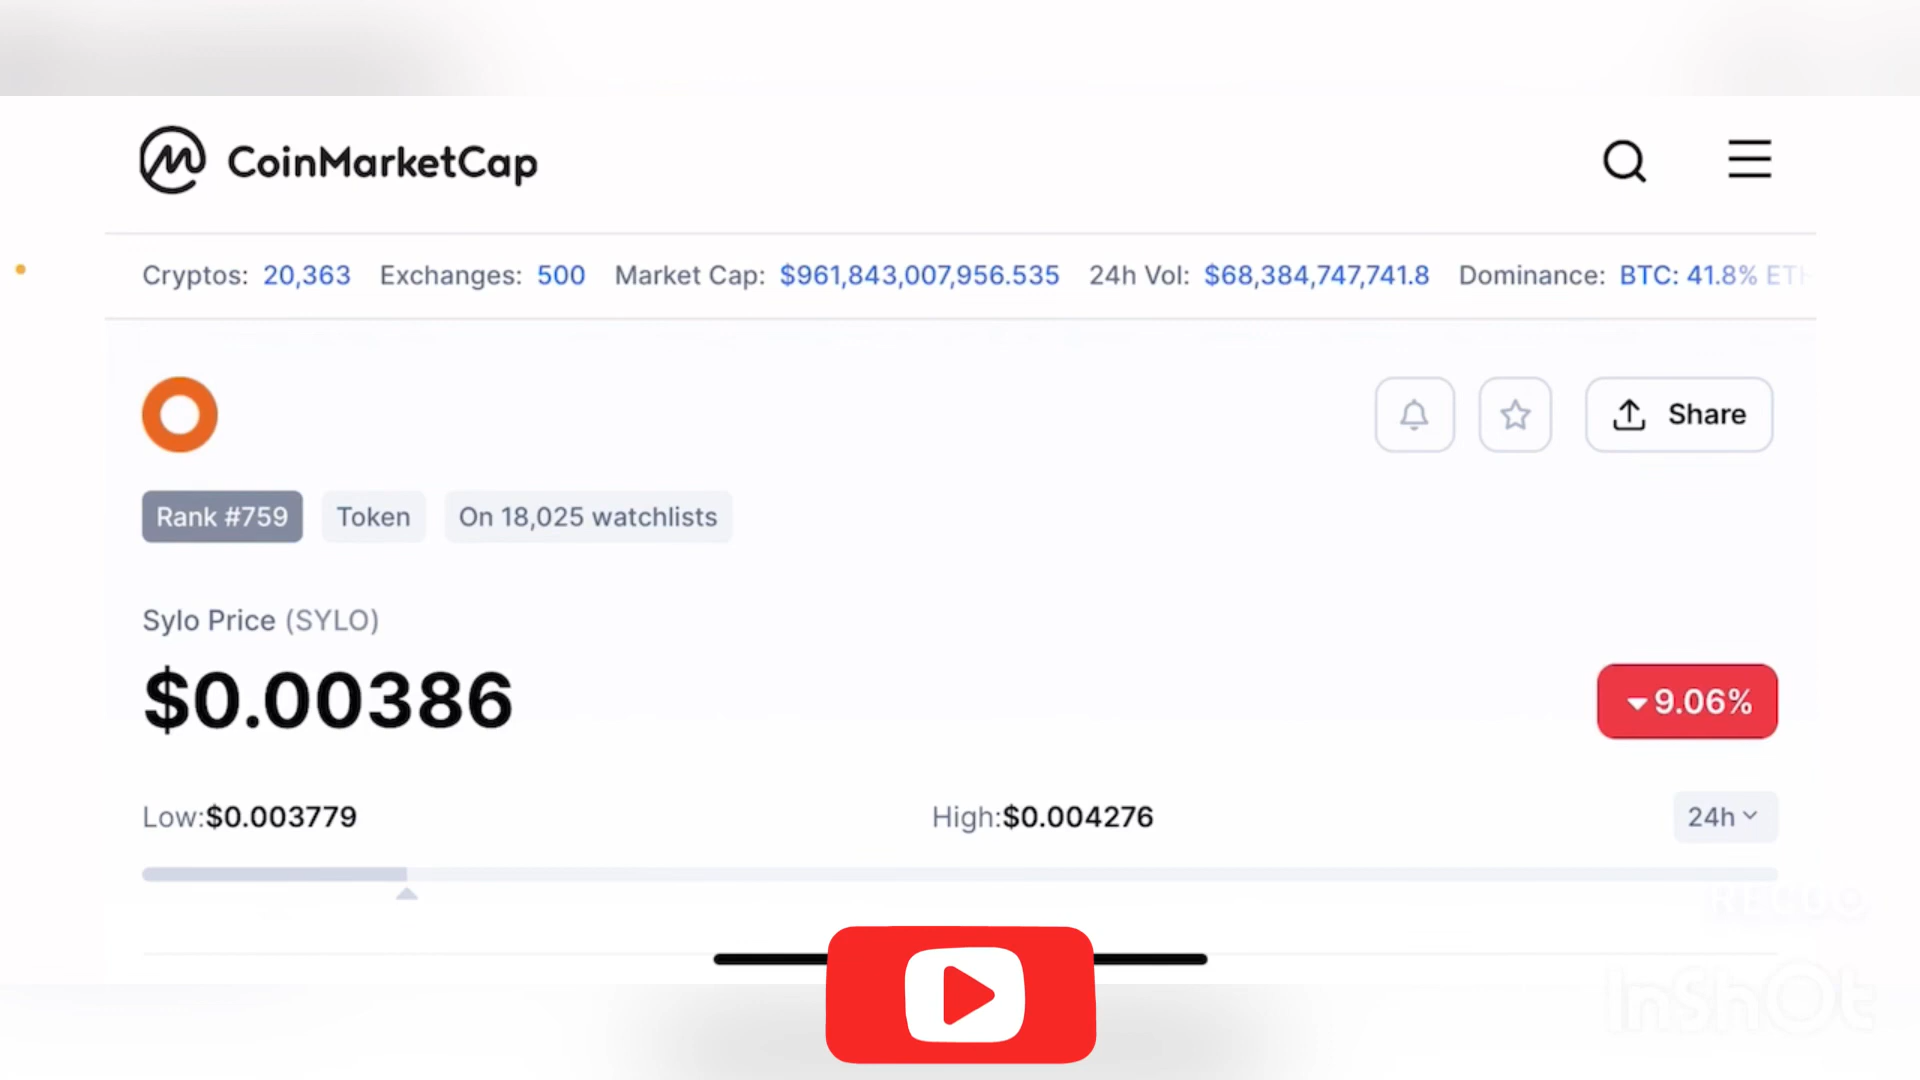 CoinMarketCap
Cryptos: 20,363 Exchanges: 500 Market Cap: $961,843,007,956.535 24h Vol: $68,384,747,741.8 Dominance: BTC: 41.8% ETH
Share
Rank #759 Token On 18,025 watchlists
Sylo Price (SYLO)
$0.00386
9.06%
Low:$0.003779 High:$0.004276 24h
InShOt